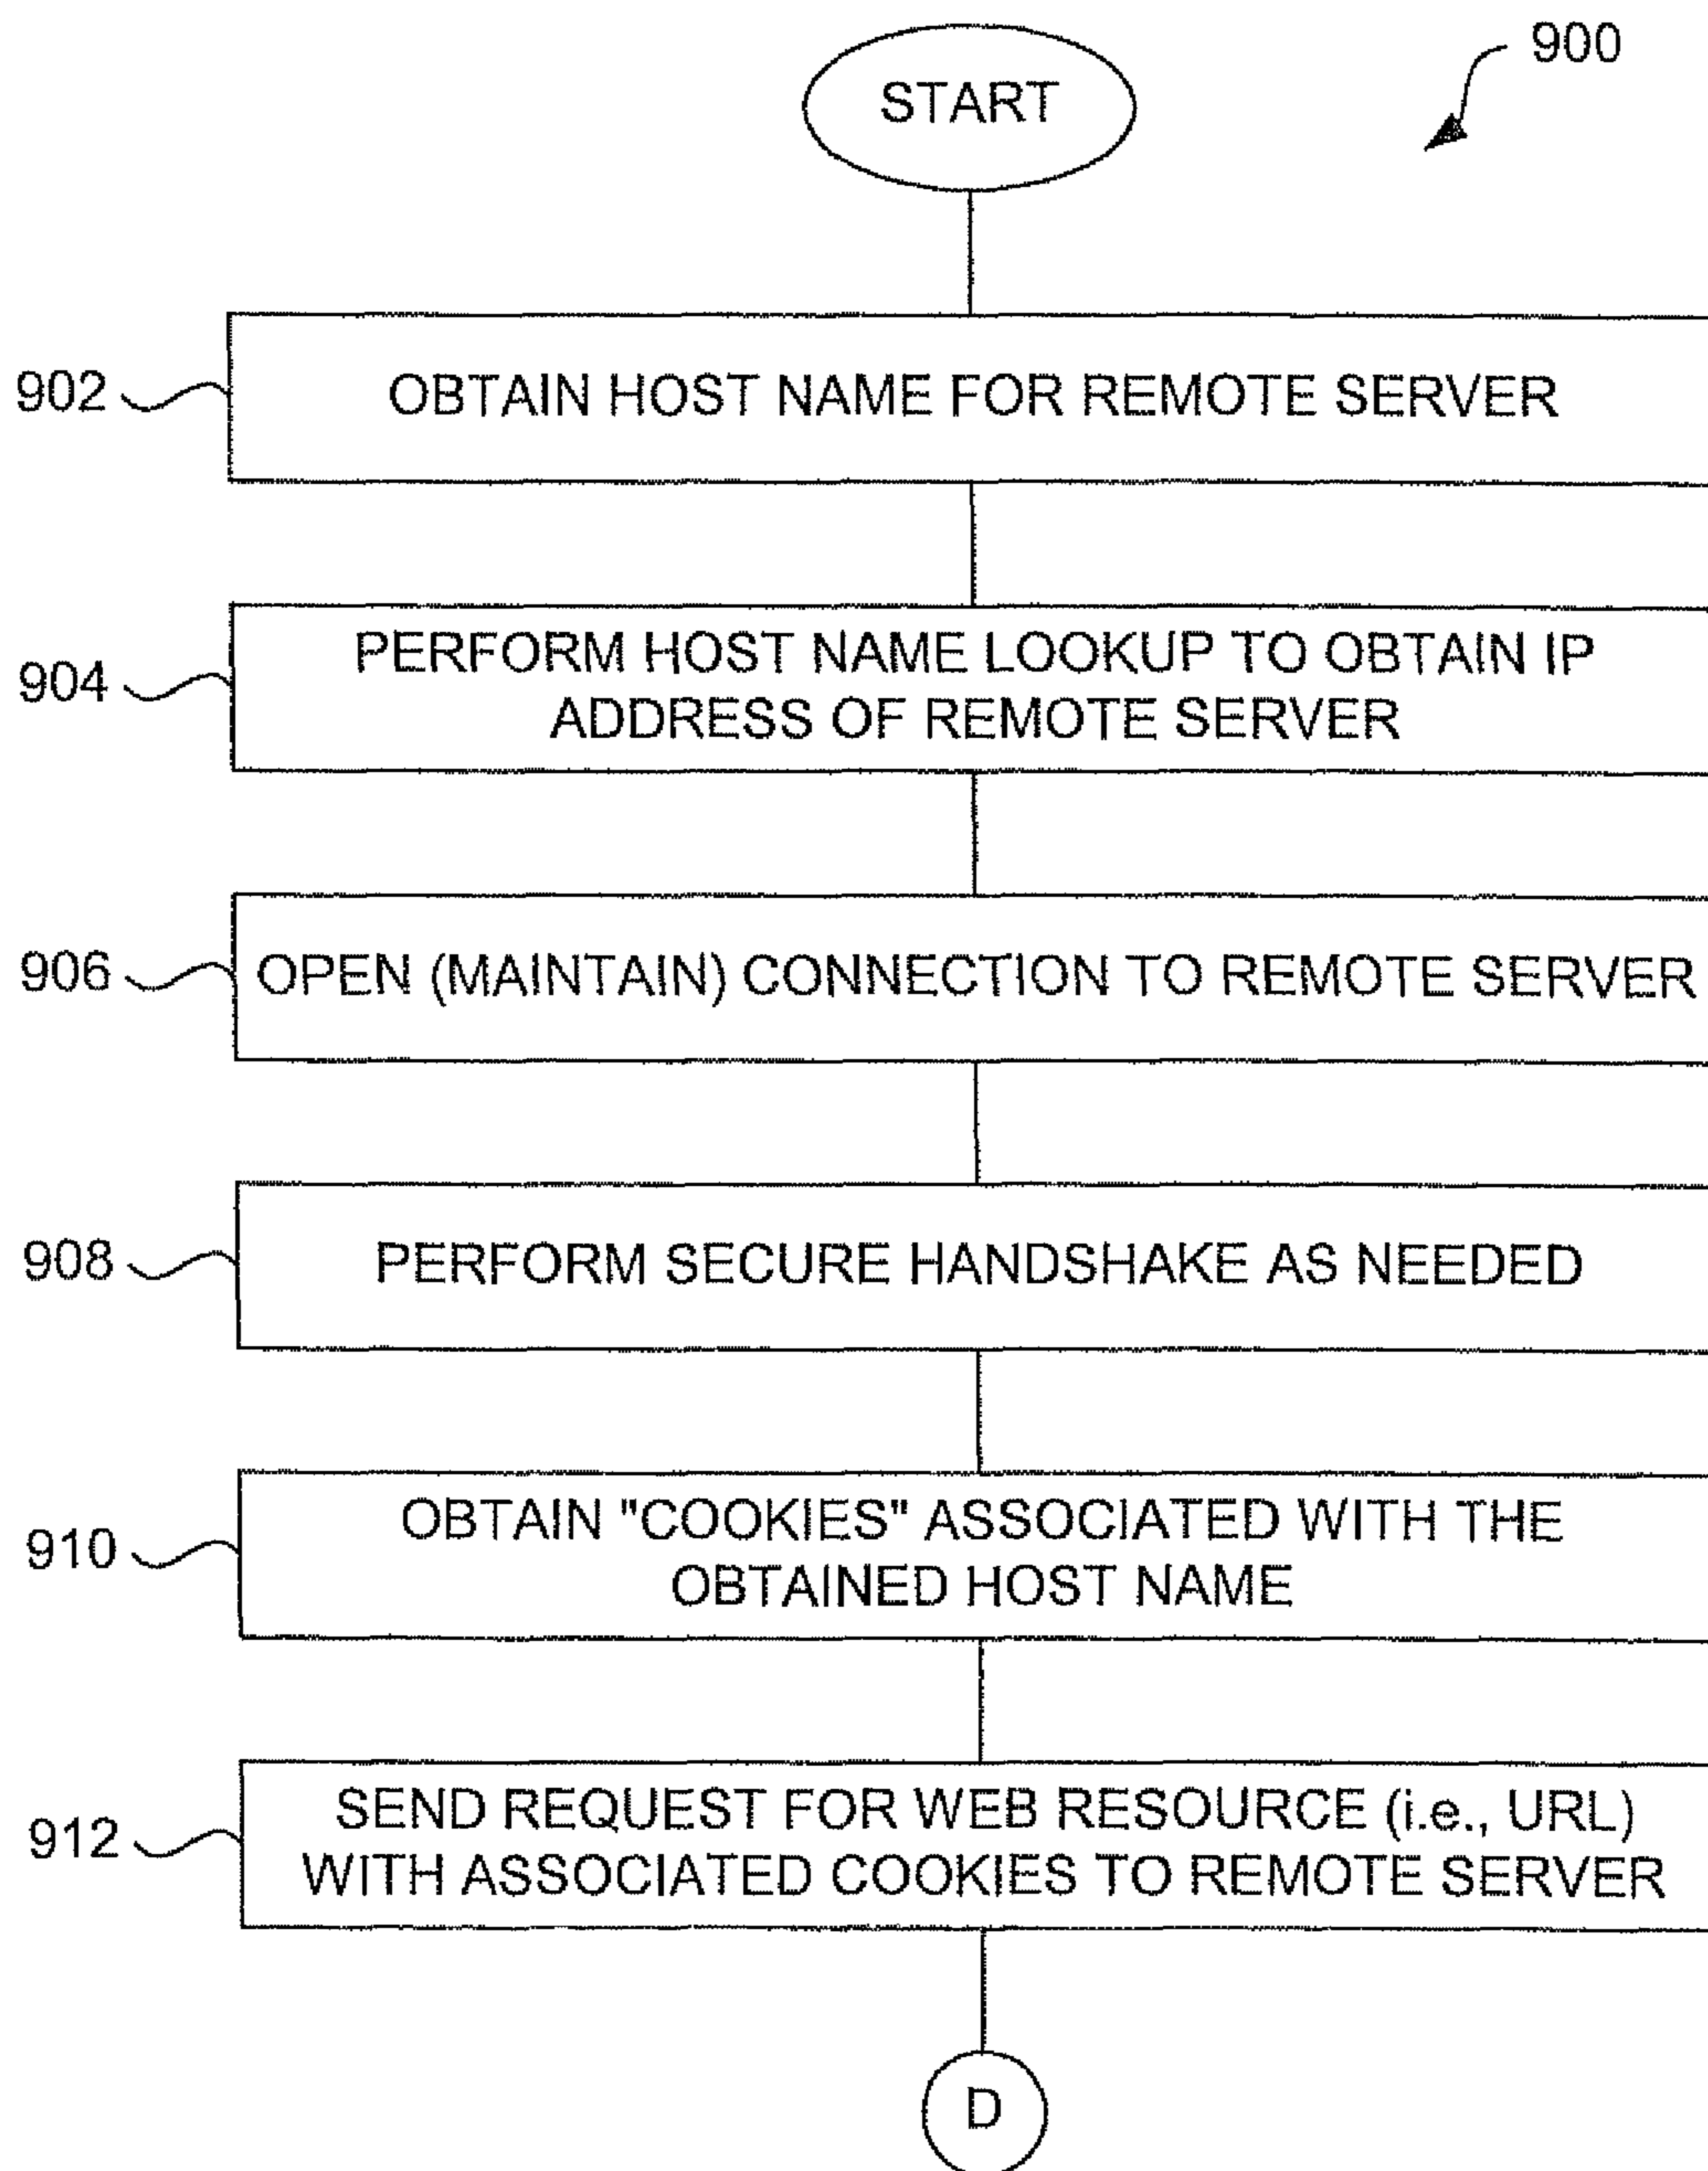 900
START
902
OBTAIN HOST NAME FOR REMOTE SERVER
904
PERFORM HOST NAME LOOKUP TO OBTAIN IP
ADDRESS OF REMOTE SERVER
906
OPEN (MAINTAIN) CONNECTION TO REMOTE SERVER
908
PERFORM SECURE HANDSHAKE AS NEEDED
910
OBTAIN "COOKIES" ASSOCIATED WITH THE
OBTAINED HOST NAME
912
SEND REQUEST FOR WEB RESOURCE (i.e., URL)
WITH ASSOCIATED COOKIES TO REMOTE SERVER
D